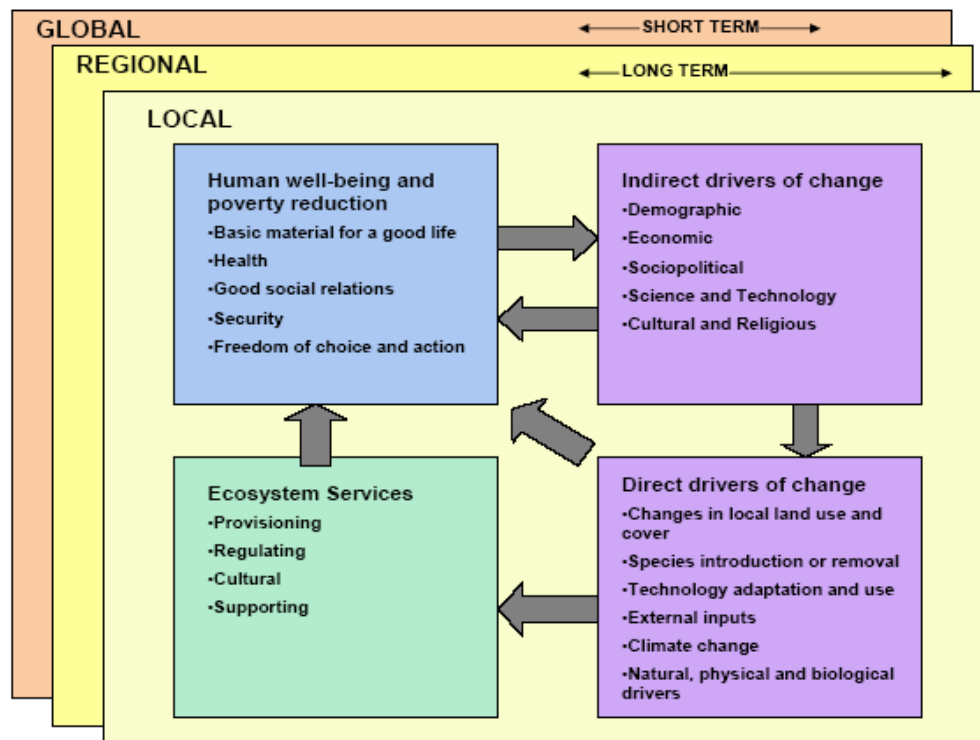 GLOBAL
SHORT TERM
REGIONAL
LONG TERM
LOCAL
Human well-being and
poverty reduction
•Basic material for a good life
•Health
•Good social relations
•Security
•Freedom of choice and action
Indirect drivers of change
•Demographic
•Economic
•Sociopolitical
•Science and Technology
•Cultural and Religious
Ecosystem Services
•Provisioning
•Regulating
•Cultural
•Supporting
Direct drivers of change
•Changes in local land use and
cover
•Species introduction or removal
•Technology adaptation and use
•External inputs
•Climate change
•Natural, physical and biological
drivers